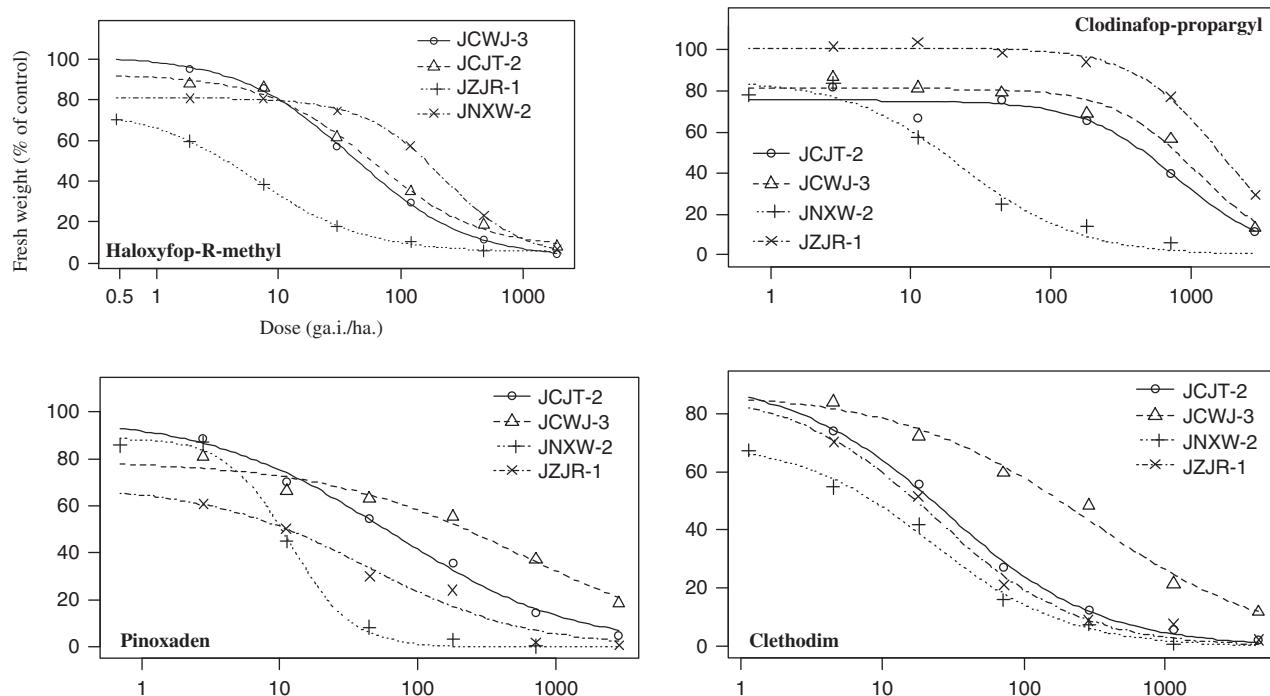 Fresh weight (% of control)
100
80
60
40
20
0
JCWJ-3
JCJT-2
JZJR-1
JNXW-2
Haloxyfop-R-methyl
0.5 1 10 100 1000
Dose (ga.i./ha.)
Clodinafop-propargyl
100
80
60
40
20
0
JCJT-2
JCWJ-3
JNXW-2
JZJR-1
1 10 100 1000
100
80
60
40
20
0
JCJT-2
JCWJ-3
JNXW-2
JZJR-1
Pinoxaden
1 10 100 1000
80
60
40
20
0
JCJT-2
JCWJ-3
JNXW-2
JZJR-1
Clethodim
1 10 100 1000